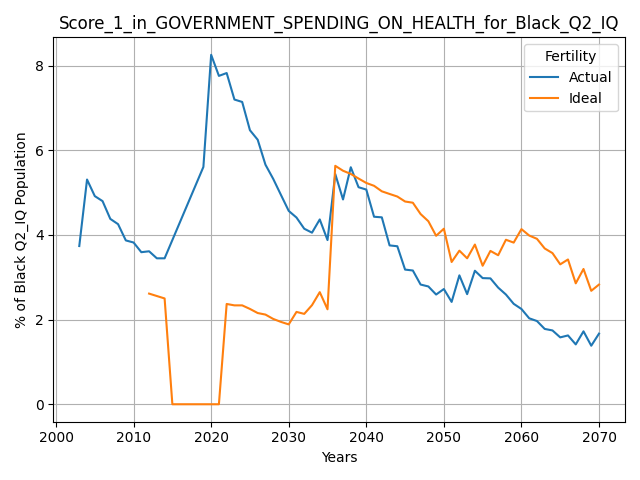 Score_1_in_GOVERNMENT_SPENDING_ON_HEALTH_for_Black_Q2_IQ
Fertility
Actual
Ideal
% of Black Q2_IQ Population
8
6
4
2
0
2000 2010 2020 2030 2040 2050 2060 2070
Years